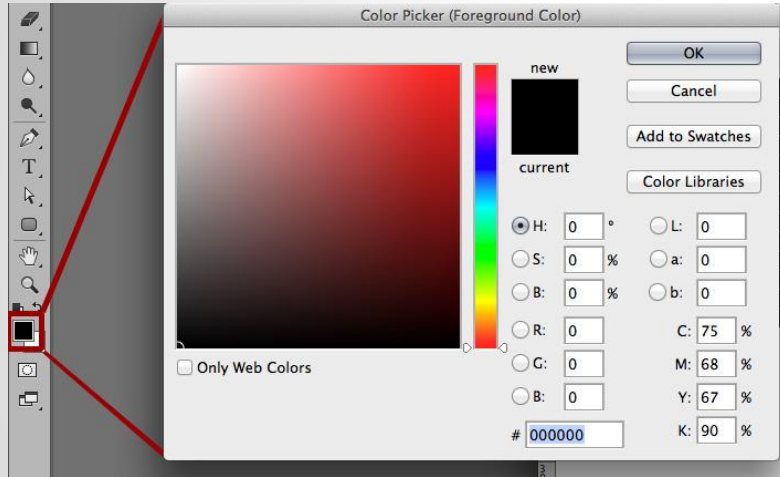 Color Picker (Foreground Color)
new
current
OK
Cancel
Add to Swatches
Color Libraries
H: 0 °
S: 0 %
B: 0 %
R: 0
G: 0
B: 0
# 000000
L: 0
a: 0
b: 0
C: 75 %
M: 68 %
Y: 67 %
K: 90 %
Only Web Colors
T